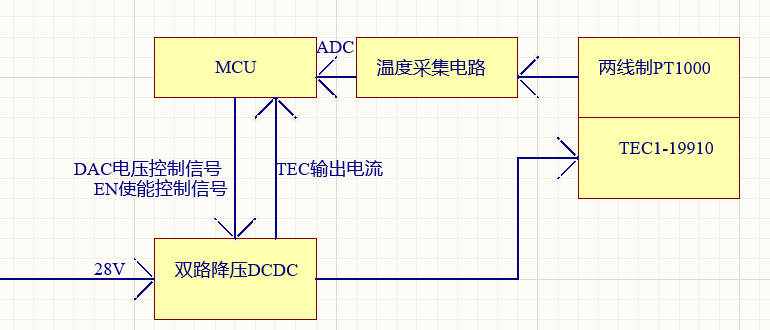 ADC
MCU
温度采集电路
两线制PT1000
TEC1-19910
DAC电压控制信号
EN使能控制信号
TEC输出电流
28V
双路降压DCDC